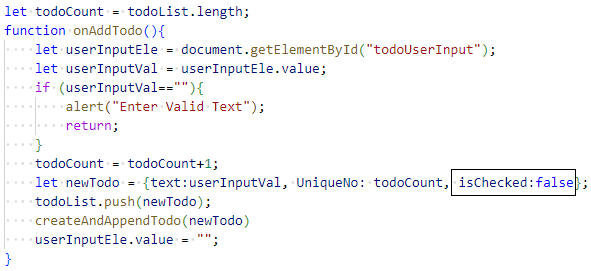 let todoCount = todoList.length;
function onAddTodo(){
    let userInputEle = document.getElementById("todoUserInput");
    let userInputVal = userInputEle.value;
    if (userInputVal==""){
        alert("Enter Valid Text");
        return;
    }
    todoCount = todoCount+1;
    let newTodo = {text:userInputVal, UniqueNo: todoCount, isChecked:false};
    todoList.push(newTodo);
    createAndAppendTodo(newTodo)
    userInputEle.value = "";
}